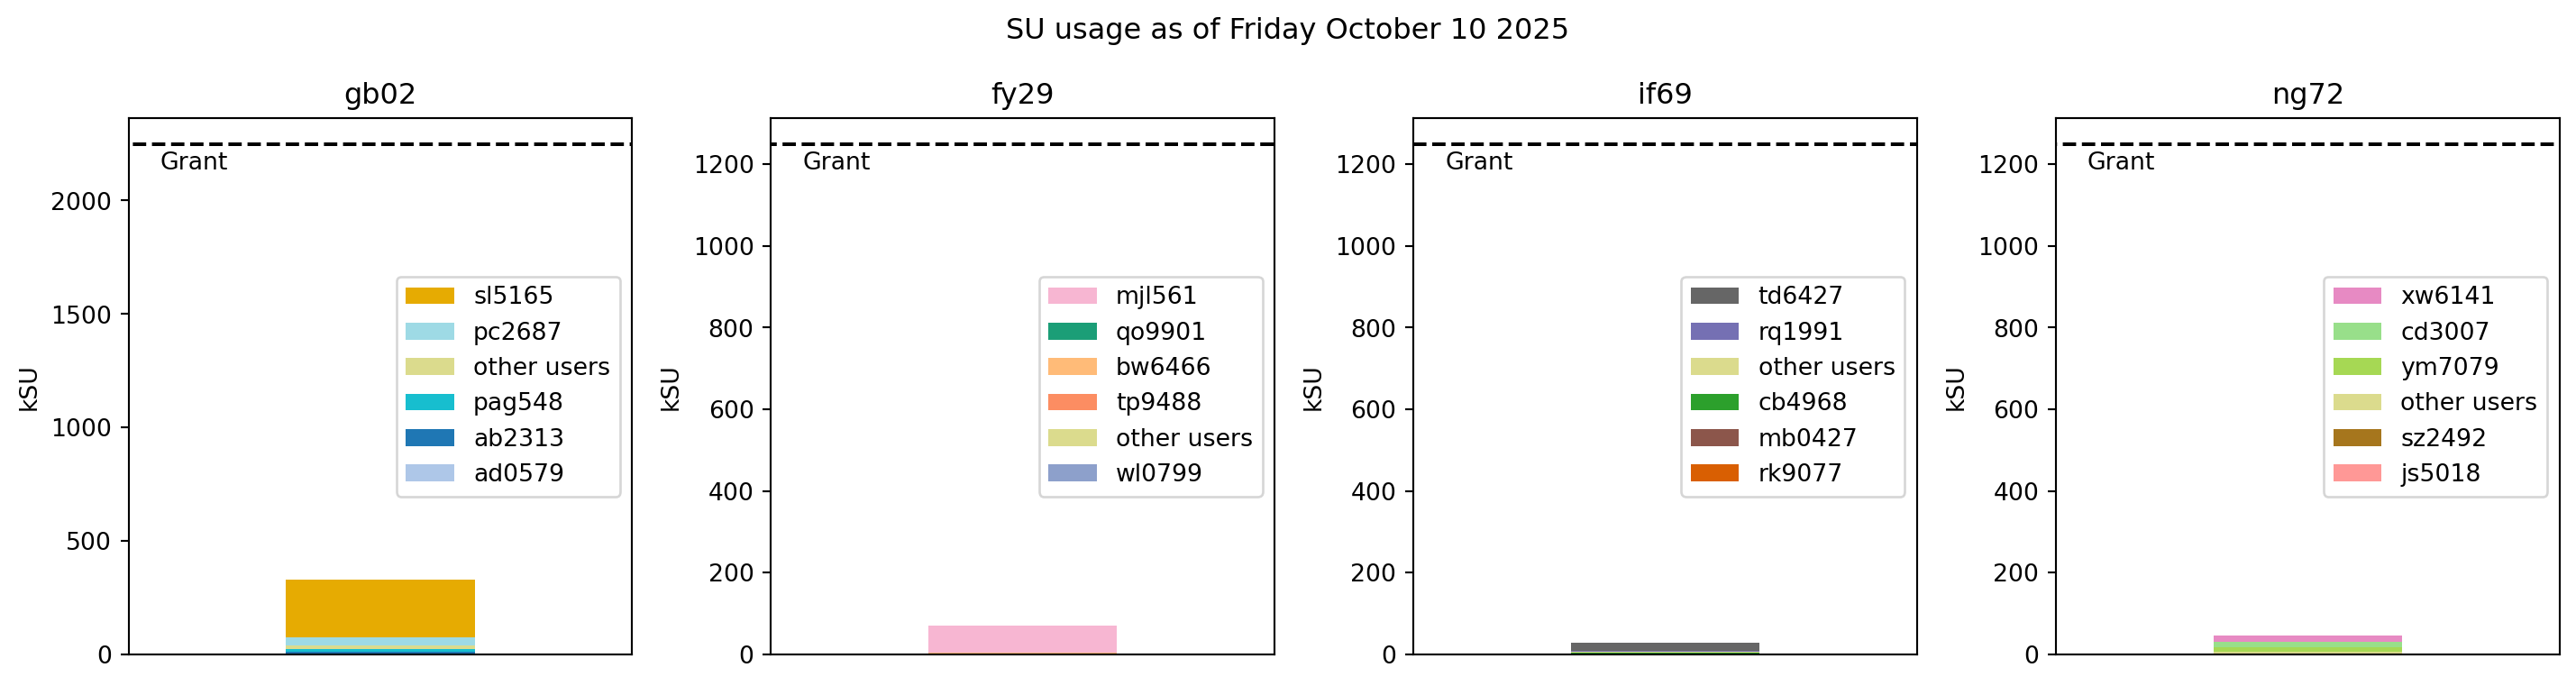 SU usage as of Friday October 10 2025
gb02
Grant
2000
1500
1000
500
0
kSU
sl5165
pc2687
other users
pag548
ab2313
ad0579
fy29
Grant
1200
1000
800
600
400
200
0
kSU
mjl561
qo9901
bw6466
tp9488
other users
wl0799
if69
Grant
1200
1000
800
600
400
200
0
kSU
td6427
rq1991
other users
cb4968
mb0427
rk9077
ng72
Grant
1200
1000
800
600
400
200
0
kSU
xw6141
cd3007
ym7079
other users
sz2492
js5018